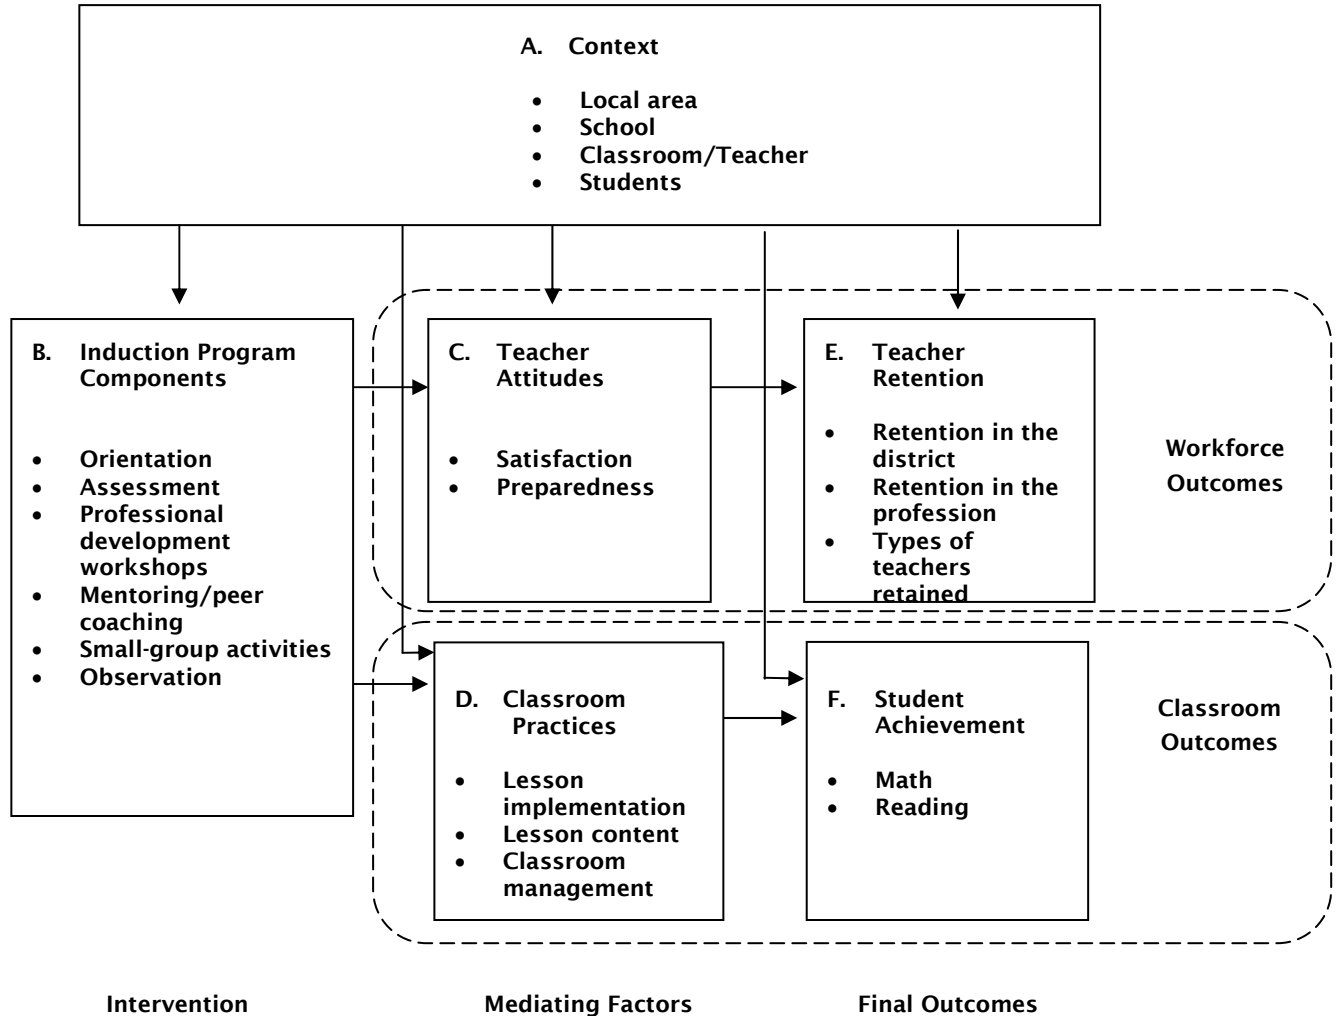 A. Context
• Local area
• School
• Classroom/Teacher
• Students
B. Induction Program
Components
• Orientation
• Assessment
• Professional
development
workshops
• Mentoring/peer
coaching
• Small-group activities
• Observation
C. Teacher
Attitudes
• Satisfaction
• Preparedness
E. Teacher
Retention
• Retention in the
district
• Retention in the
profession
• Types of
teachers
retained
Workforce
Outcomes
D. Classroom
Practices
• Lesson
implementation
• Lesson content
• Classroom
management
F. Student
Achievement
• Math
• Reading
Classroom
Outcomes
Intervention
Mediating Factors
Final Outcomes